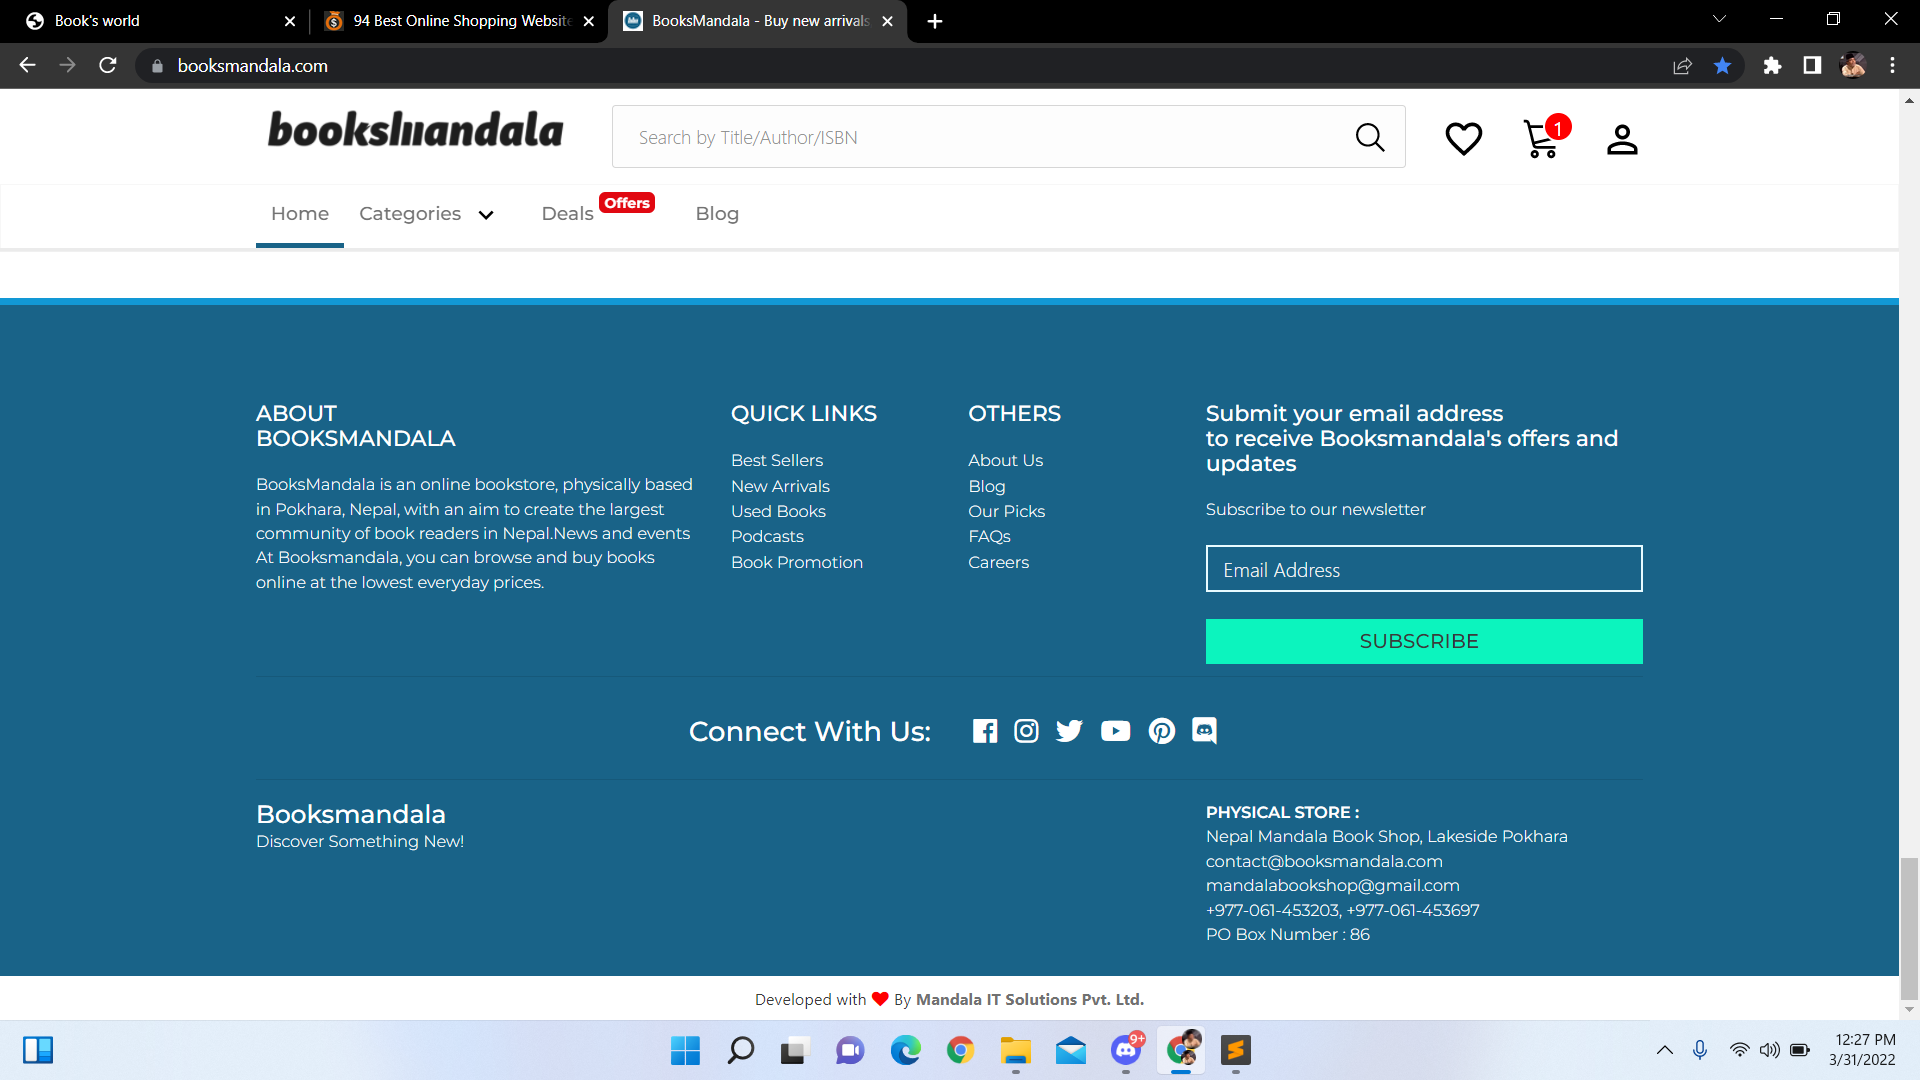 Book's world
94 Best Online Shopping Website
BooksMandala - Buy new arrivals
booksmandala.com
booksmandala
Search by Title/Author/ISBN
1
Home
Categories
Deals
Offers
Blog
ABOUT
BOOKSMANDALA
BooksMandala is an online bookstore, physically based
in Pokhara, Nepal, with an aim to create the largest
community of book readers in Nepal.News and events
At Booksmandala, you can browse and buy books
online at the lowest everyday prices.
QUICK LINKS
Best Sellers
New Arrivals
Used Books
Podcasts
Book Promotion
OTHERS
About Us
Blog
Our Picks
FAQs
Careers
Submit your email address
to receive Booksmandala's offers and
updates
Subscribe to our newsletter
Email Address
SUBSCRIBE
Connect With Us:
Booksmandala
Discover Something New!
PHYSICAL STORE :
Nepal Mandala Book Shop, Lakeside Pokhara
contact@booksmandala.com
mandalabookshop@gmail.com
+977-061-453203, +977-061-453697
PO Box Number : 86
Developed with ❤ By Mandala IT Solutions Pvt. Ltd.
9+
12:27 PM
3/31/2022